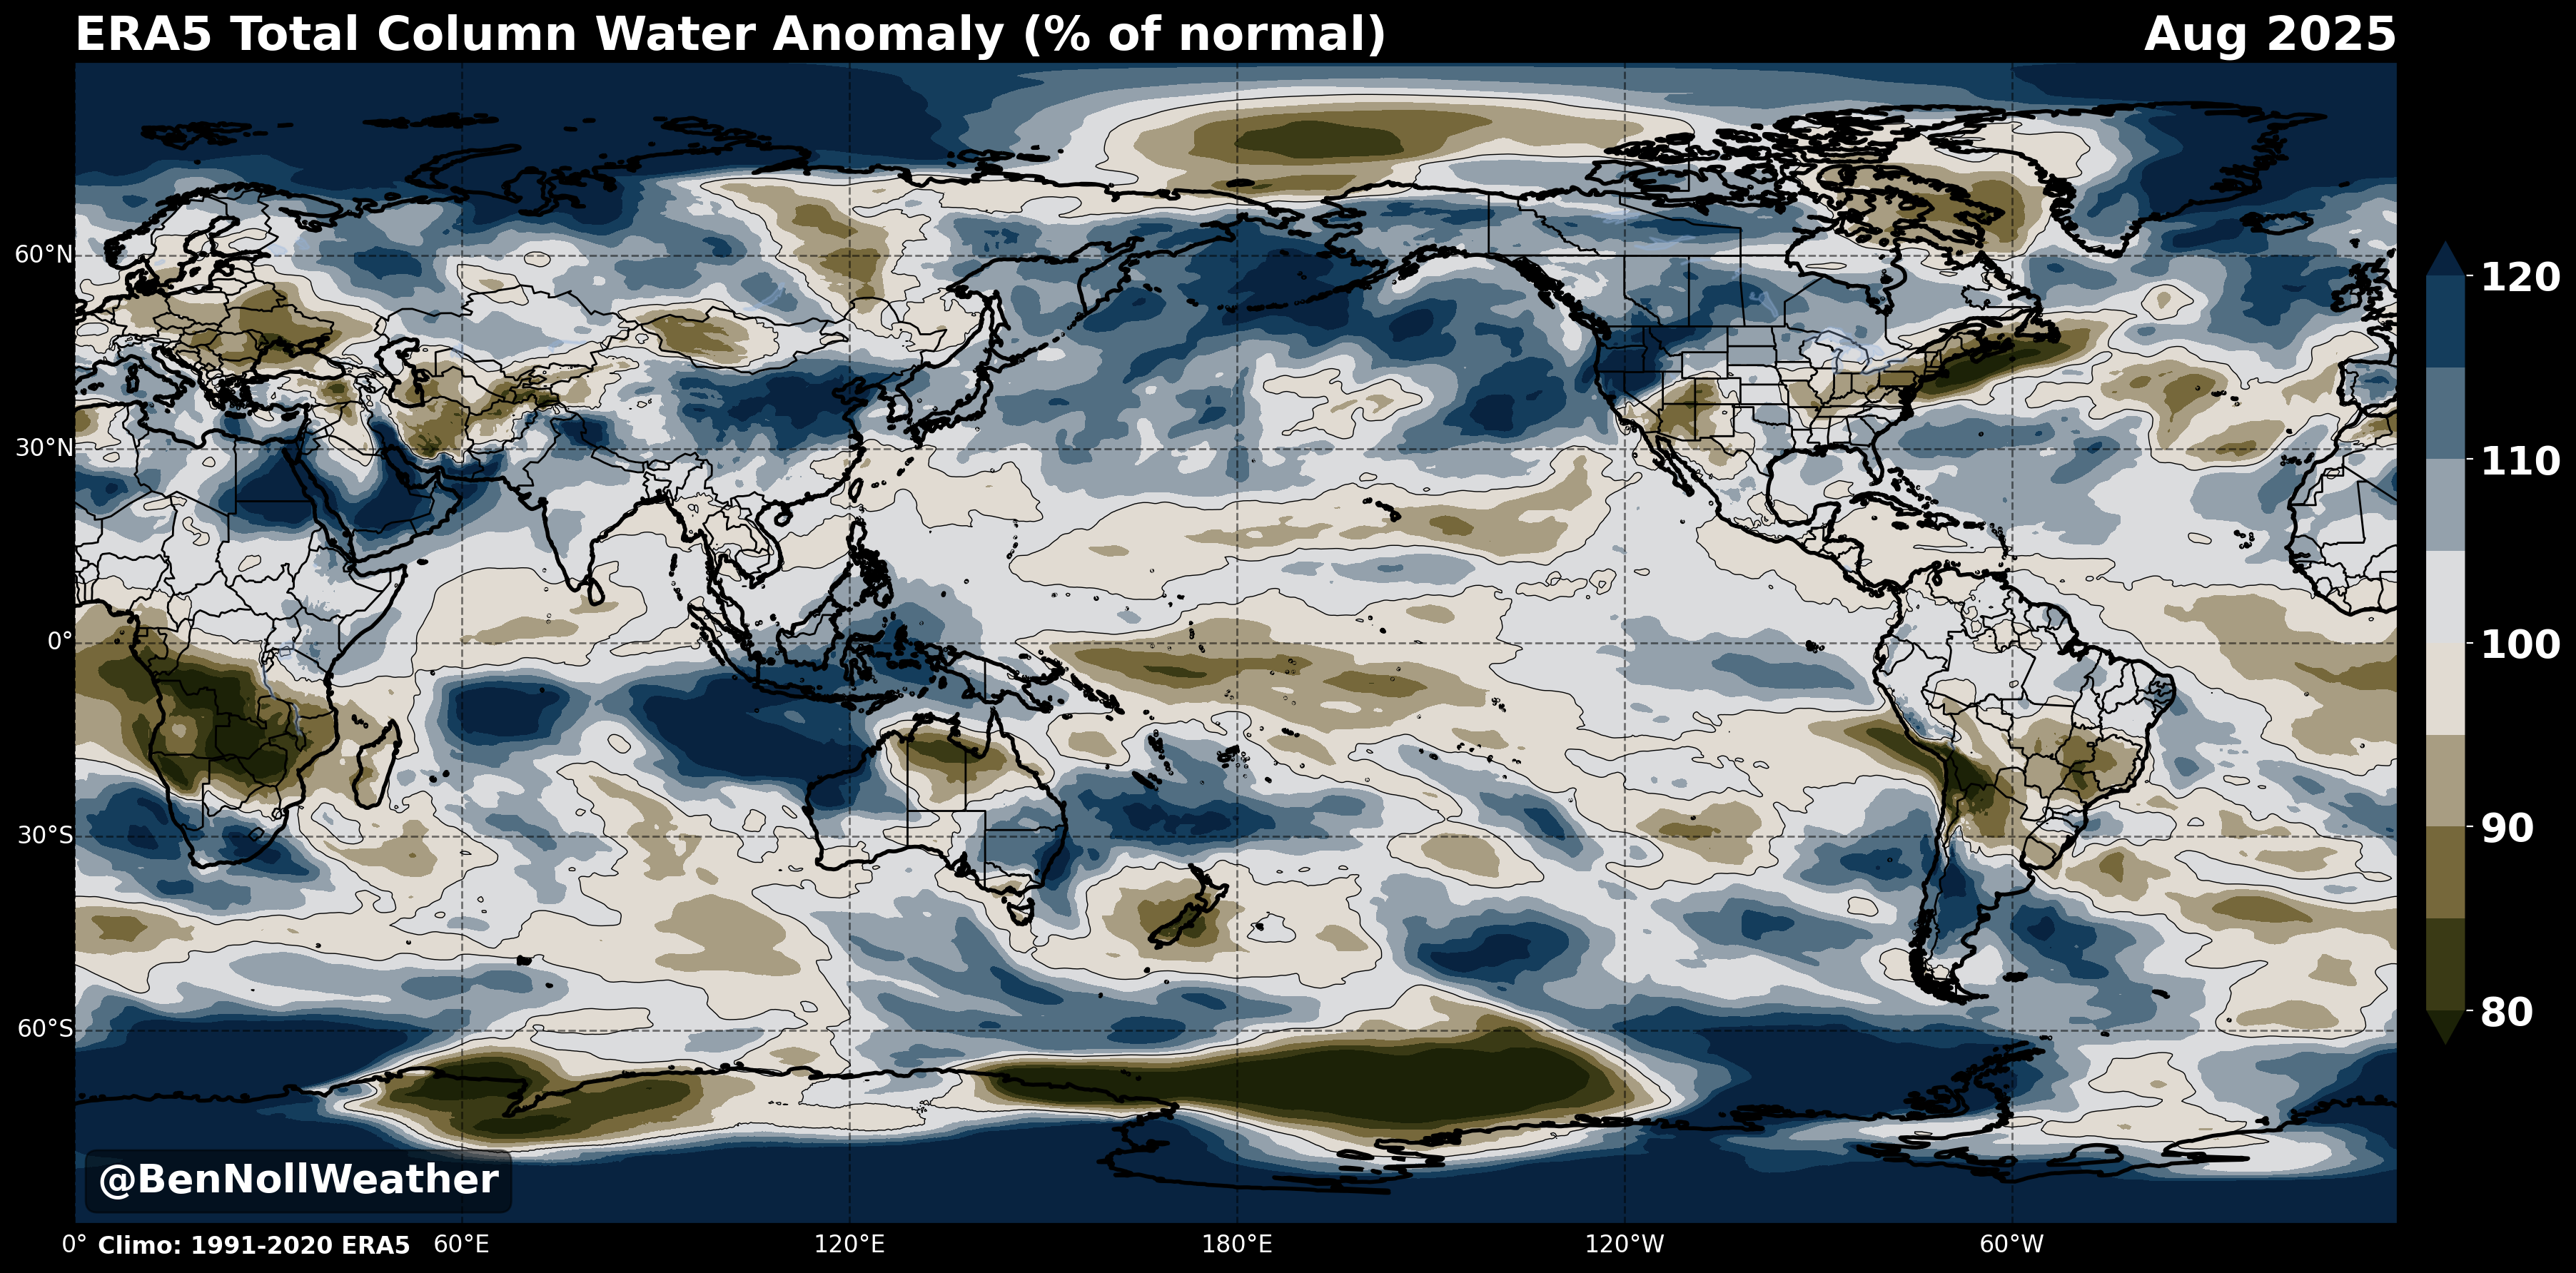 ERA5 Total Column Water Anomaly (% of normal) Aug 2025
60°N
30°N
0°
30°S
60°S
120
110
100
90
80
@BenNollWeather
0° Climo: 1991-2020 ERA5 60°E 120°E 180°E 120°W 60°W